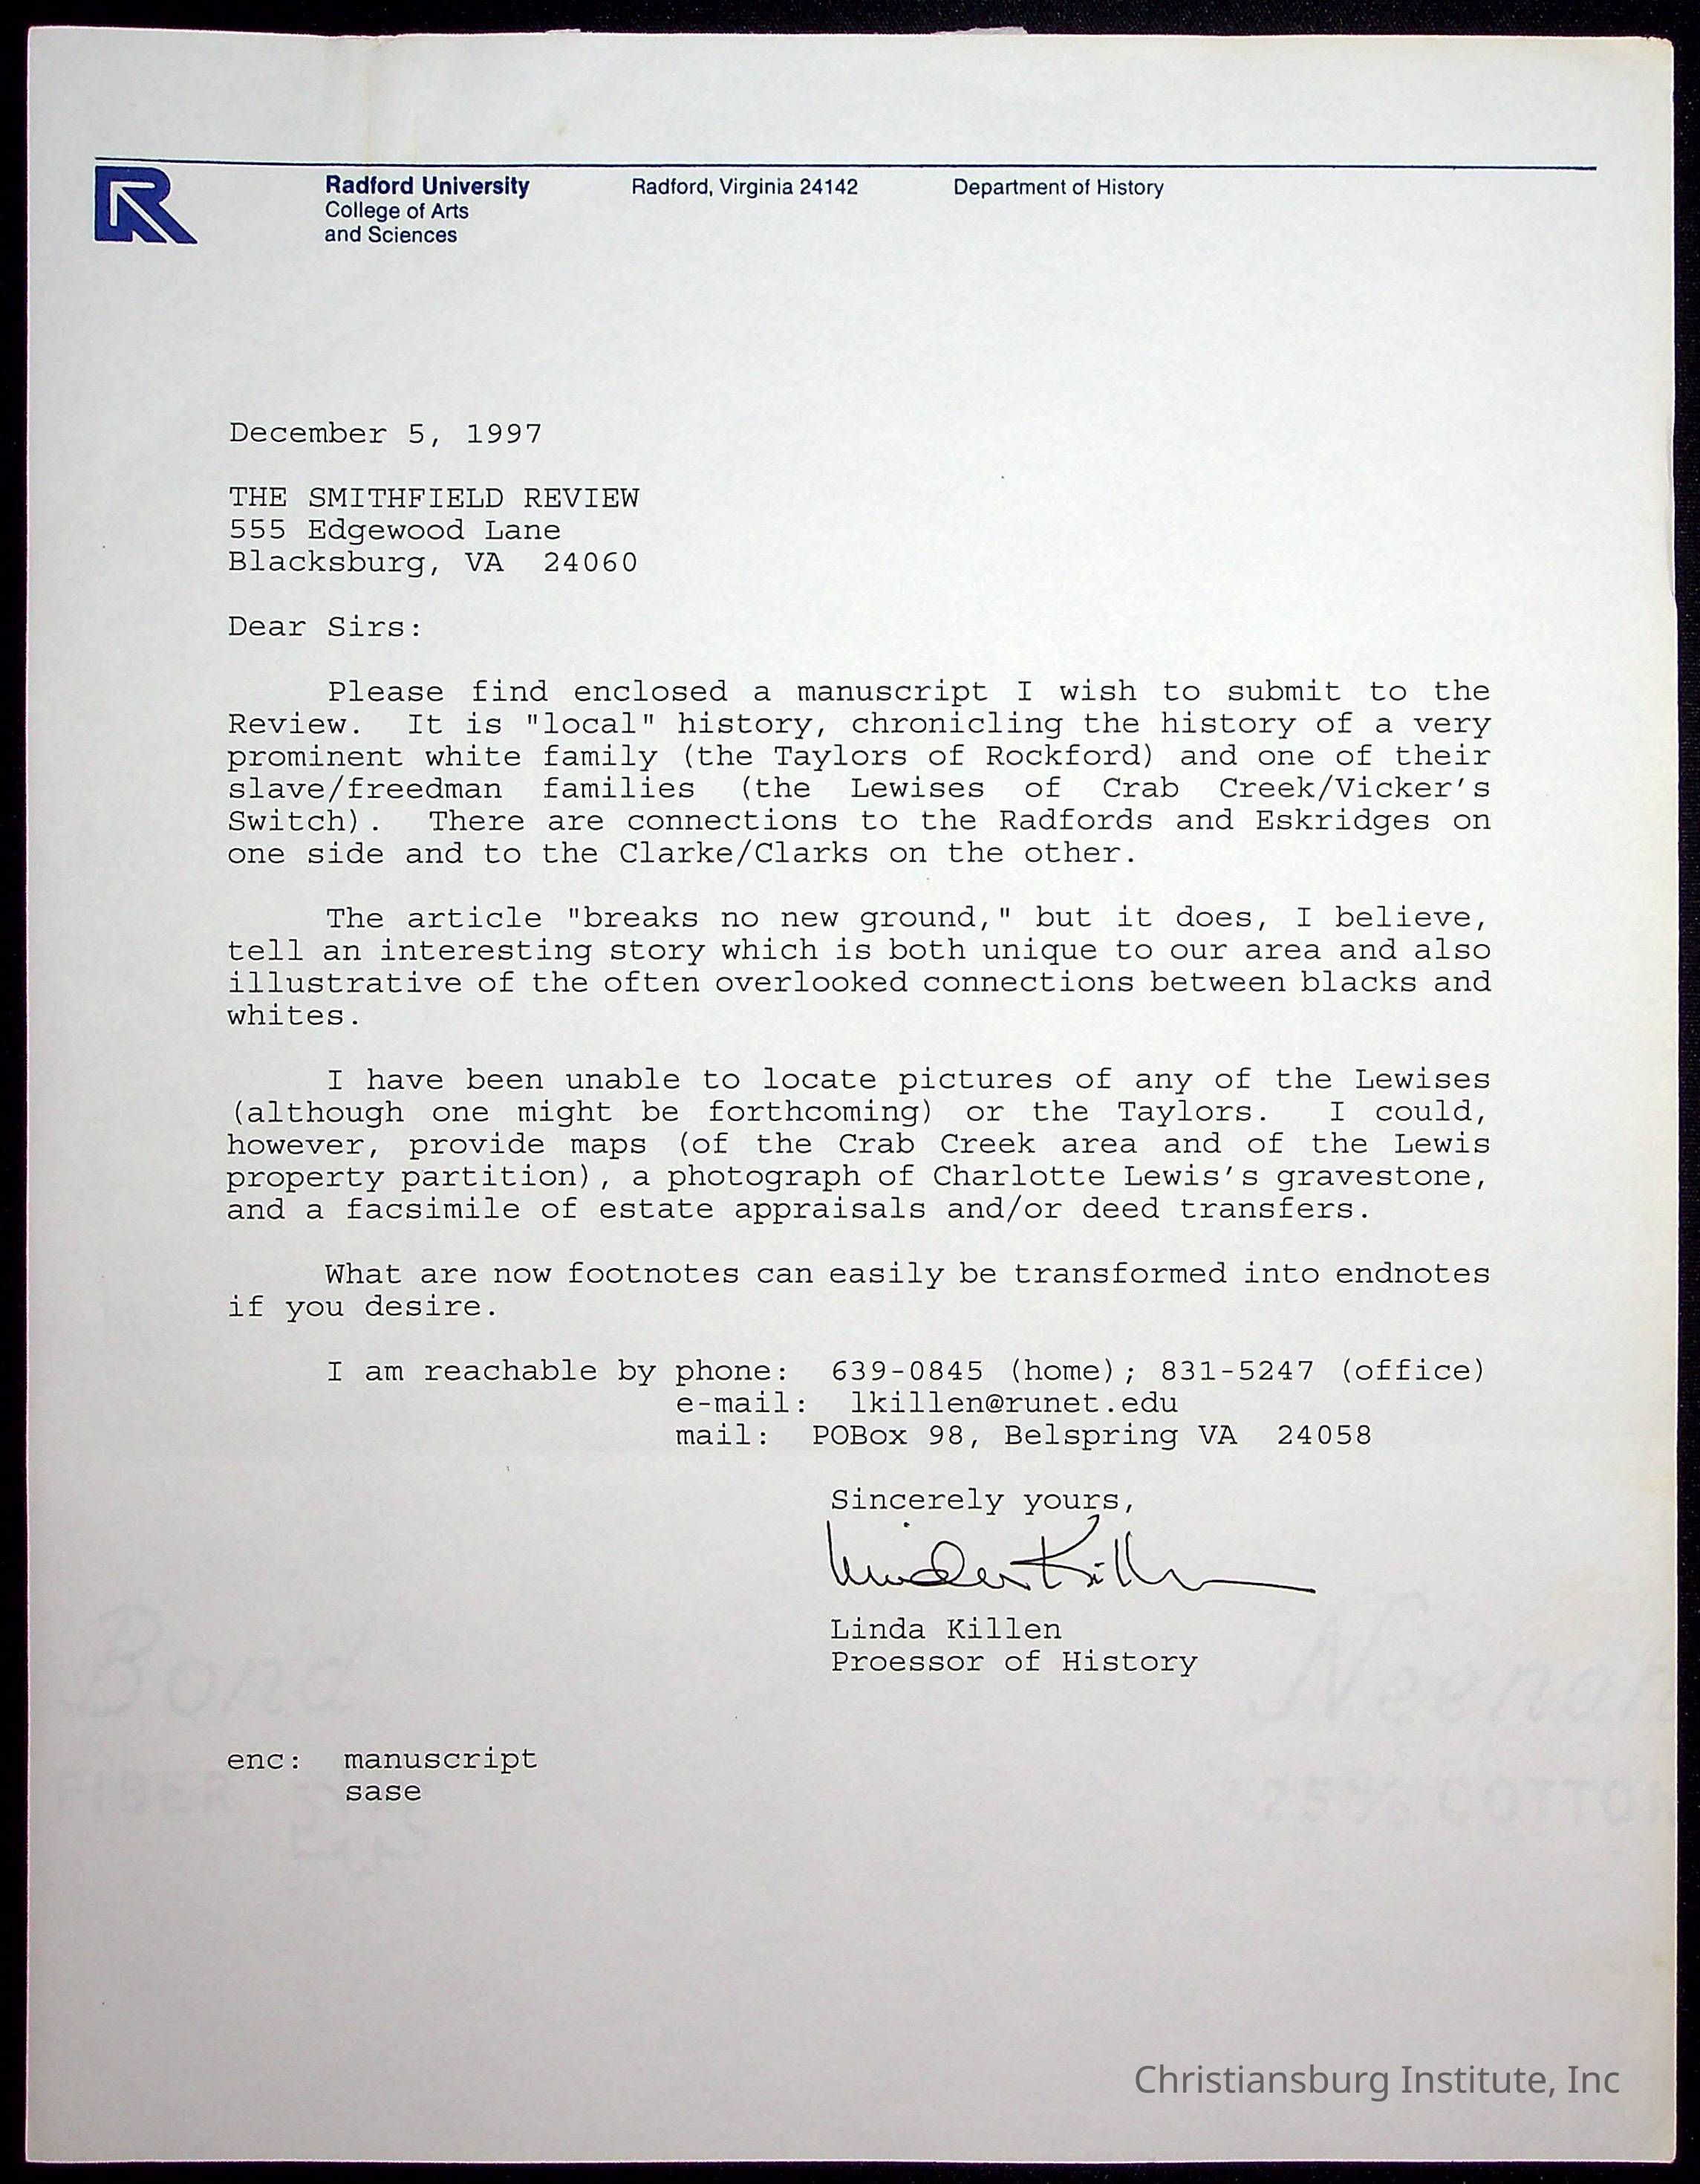 Radford University Radford, Virginia 24142 Department of History
College of Arts
and Sciences
December 5, 1997
THE SMITHFIELD REVIEW
555 Edgewood Lane
Blacksburg, VA 24060
Dear Sirs:
Please find enclosed a manuscript I wish to submit to the
Review. It is "local" history, chronicling the history of a very
prominent white family (the Taylors of Rockford) and one of their
slave/freedman families (the Lewises of Crab Creek/Vicker's
Switch). There are connections to the Radfords and Eskridges on
one side and to the Clarke/Clarks on the other.
The article "breaks no new ground," but it does, I believe,
tell an interesting story which is both unique to our area and also
illustrative of the often overlooked connections between blacks and
whites.
I have been unable to locate pictures of any of the Lewises
(although one might be forthcoming) or the Taylors. I could,
however, provide maps (of the Crab Creek area and of the Lewis
property partition), a photograph of Charlotte Lewis's gravestone,
and a facsimile of estate appraisals and/or deed transfers.
What are now footnotes can easily be transformed into endnotes
if you desire.
I am reachable by phone: 639-0845 (home); 831-5247 (office)
e-mail: lkillen@runet.edu
mail: POBox 98, Belspring VA 24058
Sincerely yours,
Linda Killen
Linda Killen
Proessor of History
Bond Neenah
enc: manuscript
sase
FIBER 25% COTTON
Christiansburg Institute, Inc